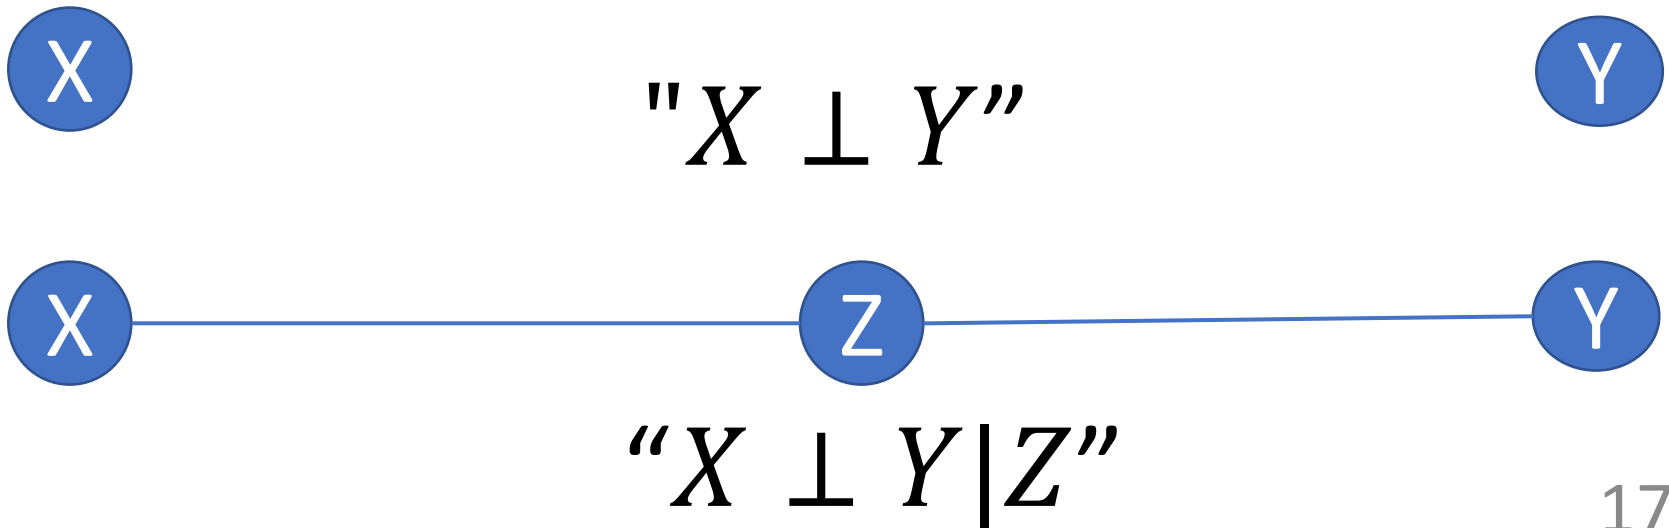 X Y
"X ⊥ Y”
X Z Y
“X ⊥ Y|Z”
17